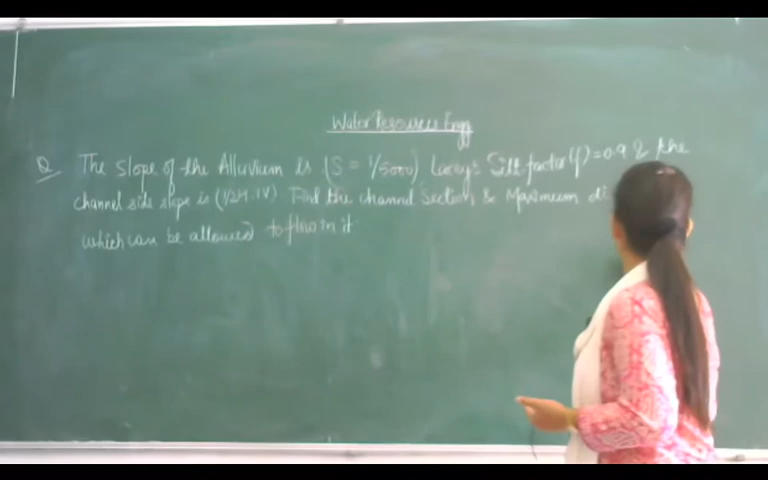 Water Resources Engg
Q The Slope of the Alluvium is (S = 1/5000) Lacey's Silt factor (f) = 0.9 & the
channel side slope is (1/2H:1V) Find the channel Section & Maximum di
which can be allowed to flow in it